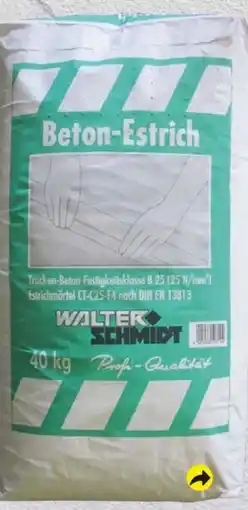 Beton-Estrich
Trocken-Beton Festigkeitsklasse B 25 (25 N/mm²)
Estrichmörtel CT-C25-F4 nach DIN EN 13813
WALTER
SCHMIDT
40 kg Profi-Qualität